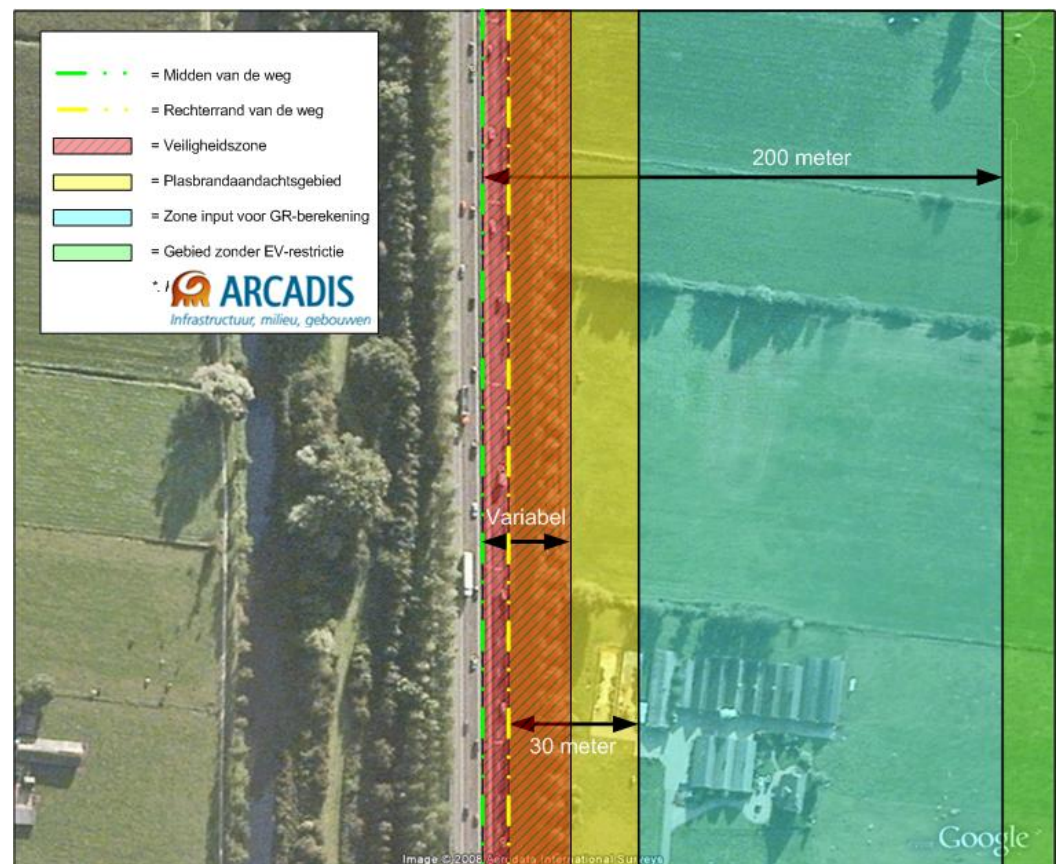 = Midden van de weg
= Rechterrand van de weg
= Veiligheidszone
= Plasbrandaandachtsgebied
= Zone input voor GR-berekening
= Gebied zonder EV-restrictie
ARCADIS
Infrastructuur, milieu, gebouwen
200 meter
Variabel
30 meter
Image © 2008 Aerodata International Surveys
Google